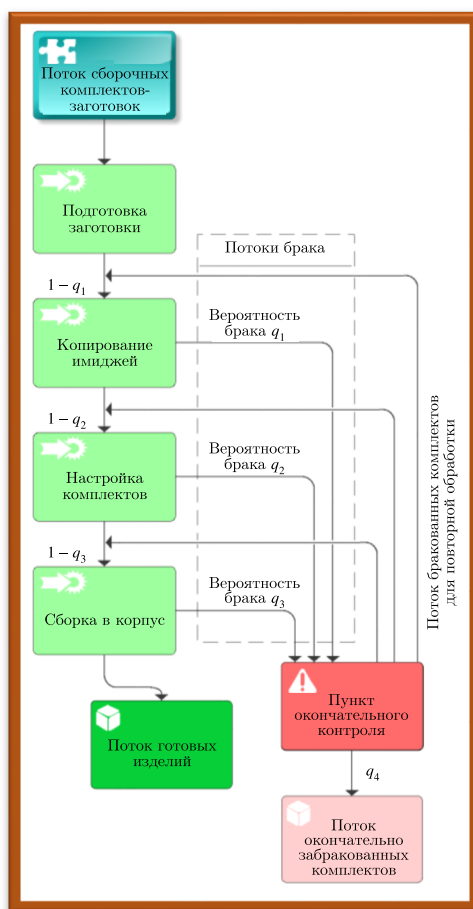 Поток сборочных
комплектов-
заготовок
Подготовка
заготовки
Потоки брака
1 − q₁
Вероятность
брака q₁
Копирование
имиджей
1 − q₂
Вероятность
брака q₂
Настройка
комплектов
1 − q₃
Вероятность
брака q₃
Сборка в корпус
Поток бракованных комплектов
для повторной обработки
Пункт
окончательного
контроля
Поток готовых
изделий
q₄
Поток
окончательно
забракованных
комплектов